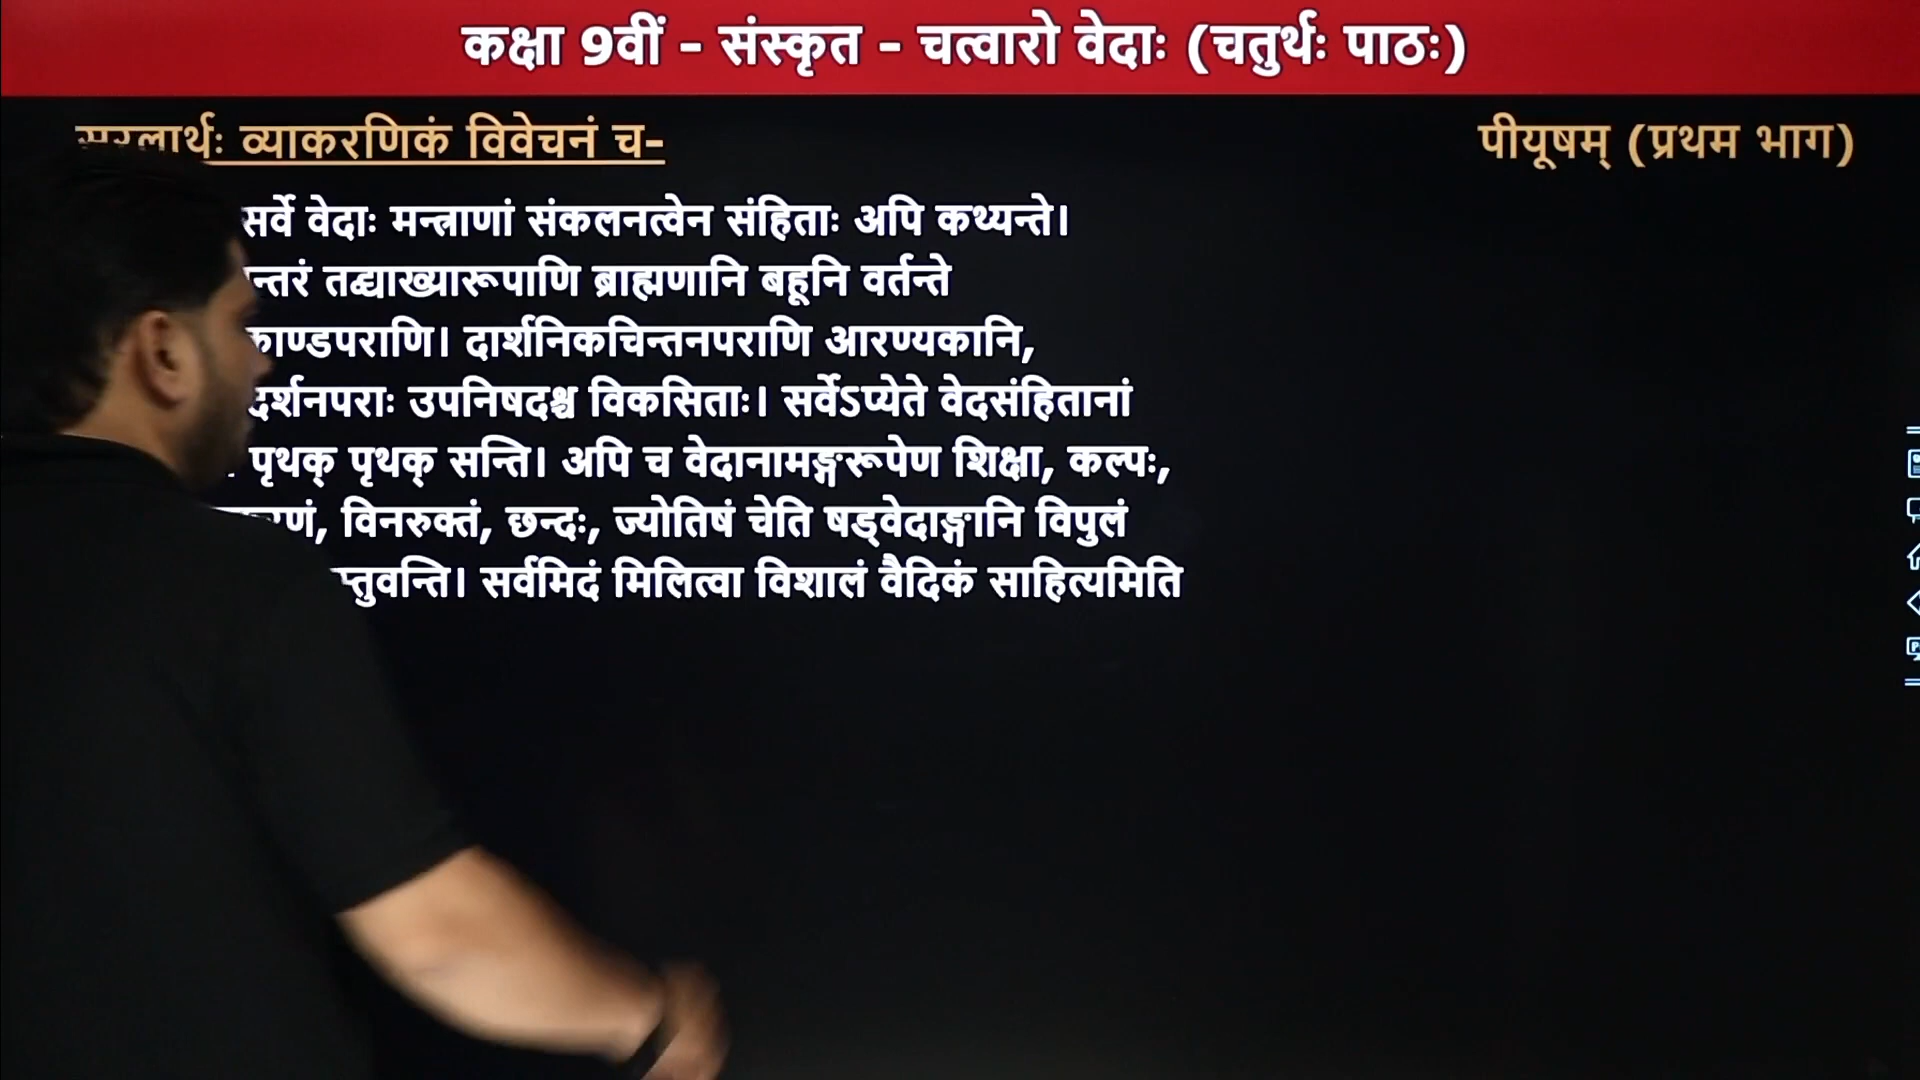 कक्षा 9वीं - संस्कृत - चत्वारो वेदाः (चतुर्थः पाठः)
व्याकरणिकं विवेचनं च-
पीयूषम् (प्रथम भाग)
सर्वे वेदाः मन्त्राणां संकलनत्वेन संहिताः अपि कथ्यन्ते।
तद्व्याख्यारूपाणि ब्राह्मणानि बहूनि वर्तन्ते
दार्शनिकचिन्तनपराणि आरण्यकानि,
दर्शनपराः उपनिषदश्च विकसिताः। सर्वेऽप्येते वेदसंहितानां
पृथक् पृथक् सन्ति। अपि च वेदानामङ्गरूपेण शिक्षा, कल्पः,
विनरुक्तं, छन्दः, ज्योतिषं चेति षड्वेदाङ्गानि विपुलं
सर्वमिदं मिलित्वा विशालं वैदिकं साहित्यमिति